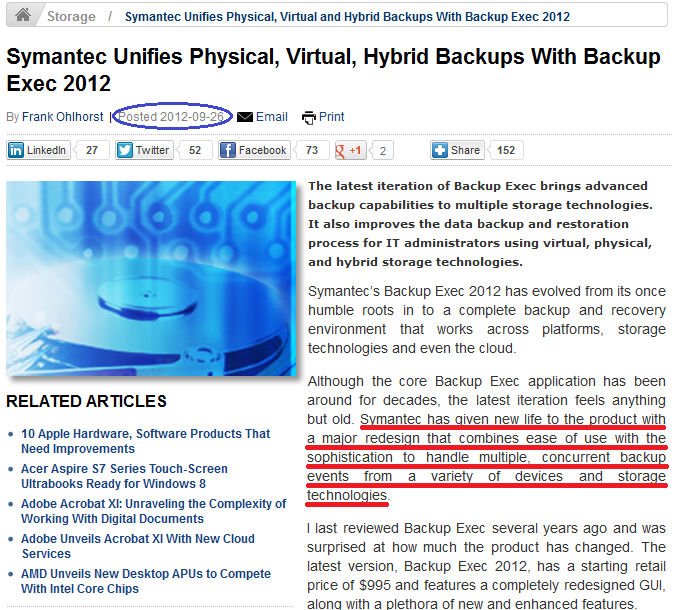 Storage / Symantec Unifies Physical, Virtual and Hybrid Backups With Backup Exec 2012
Symantec Unifies Physical, Virtual, Hybrid Backups With Backup
Exec 2012
By Frank Ohlhorst | Posted 2012-09-26 Email Print
LinkedIn 27 Twitter 52 Facebook 73 g +1 2 Share 152
The latest iteration of Backup Exec brings advanced
backup capabilities to multiple storage technologies.
It also improves the data backup and restoration
process for IT administrators using virtual, physical,
and hybrid storage technologies.
Symantec's Backup Exec 2012 has evolved from its once
humble roots in to a complete backup and recovery
environment that works across platforms, storage
technologies and even the cloud.
Although the core Backup Exec application has been
around for decades, the latest iteration feels anything
but old. Symantec has given new life to the product with
a major redesign that combines ease of use with the
sophistication to handle multiple, concurrent backup
events from a variety of devices and storage
technologies.
I last reviewed Backup Exec several years ago and was
surprised at how much the product has changed. The
latest version, Backup Exec 2012, has a starting retail
price of $995 and features a completely redesigned GUI,
along with a plethora of new and enhanced features.
RELATED ARTICLES
10 Apple Hardware, Software Products That
Need Improvements
Acer Aspire S7 Series Touch-Screen
Ultrabooks Ready for Windows 8
Adobe Acrobat XI: Unraveling the Complexity of
Working With Digital Documents
Adobe Unveils Acrobat XI With New Cloud
Services
AMD Unveils New Desktop APUs to Compete
With Intel Core Chips